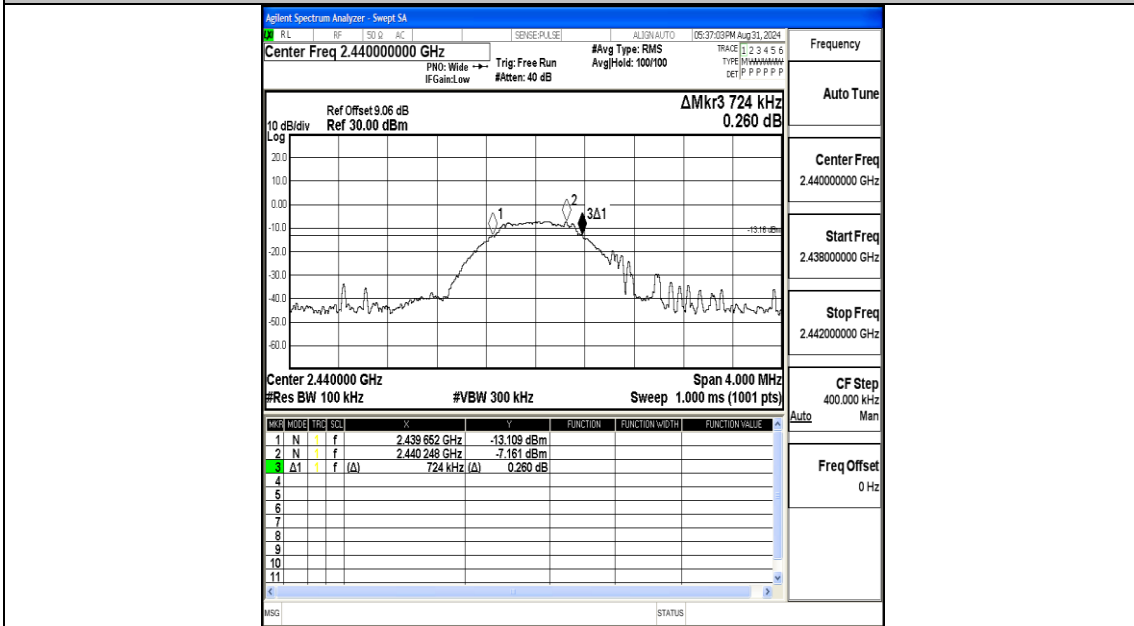 Agilent Spectrum Analyzer - Swept SA
RL RF 50 Ω AC SENSE:PULSE ALIGN AUTO 05:37:03 PM Aug 31, 2024
Center Freq 2.440000000 GHz
PNO: Wide
IFGain:Low
Trig: Free Run
#Atten: 40 dB
#Avg Type: RMS
Avg|Hold: 100/100
TRACE 1 2 3 4 5 6
TYPE MWWWWW
DET P P P P P P
ΔMkr3 724 kHz
0.260 dB
Ref Offset 9.06 dB
Ref 30.00 dBm
10 dB/div
Log
20.0
10.0
0.00
-10.0
-20.0
-30.0
-40.0
-50.0
-60.0
1
2
3Δ1
-13.16 dBm
Center 2.440000 GHz Span 4.000 MHz
#Res BW 100 kHz #VBW 300 kHz Sweep 1.000 ms (1001 pts)
MKR MODE TRC SCL X Y FUNCTION FUNCTION WIDTH FUNCTION VALUE
1 N 1 f 2.439 652 GHz -13.109 dBm
2 N 1 f 2.440 248 GHz -7.161 dBm
3 Δ1 1 f (Δ) 724 kHz (Δ) 0.260 dB
4
5
6
7
8
9
10
11
MSG STATUS
Frequency
Auto Tune
Center Freq
2.440000000 GHz
Start Freq
2.438000000 GHz
Stop Freq
2.442000000 GHz
CF Step
400.000 kHz
Auto Man
Freq Offset
0 Hz